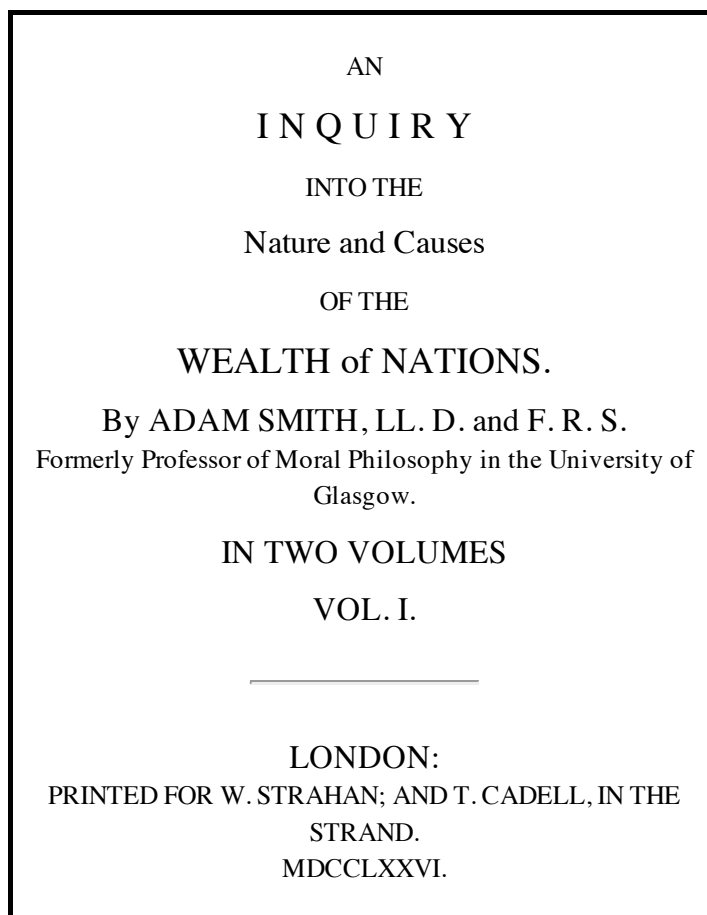 AN
I N Q U I R Y
INTO THE
Nature and Causes
OF THE
WEALTH of NATIONS.
By ADAM SMITH, LL. D. and F. R. S.
Formerly Professor of Moral Philosophy in the University of
Glasgow.
IN TWO VOLUMES
VOL. I.
LONDON:
PRINTED FOR W. STRAHAN; AND T. CADELL, IN THE
STRAND.
MDCCLXXVI.